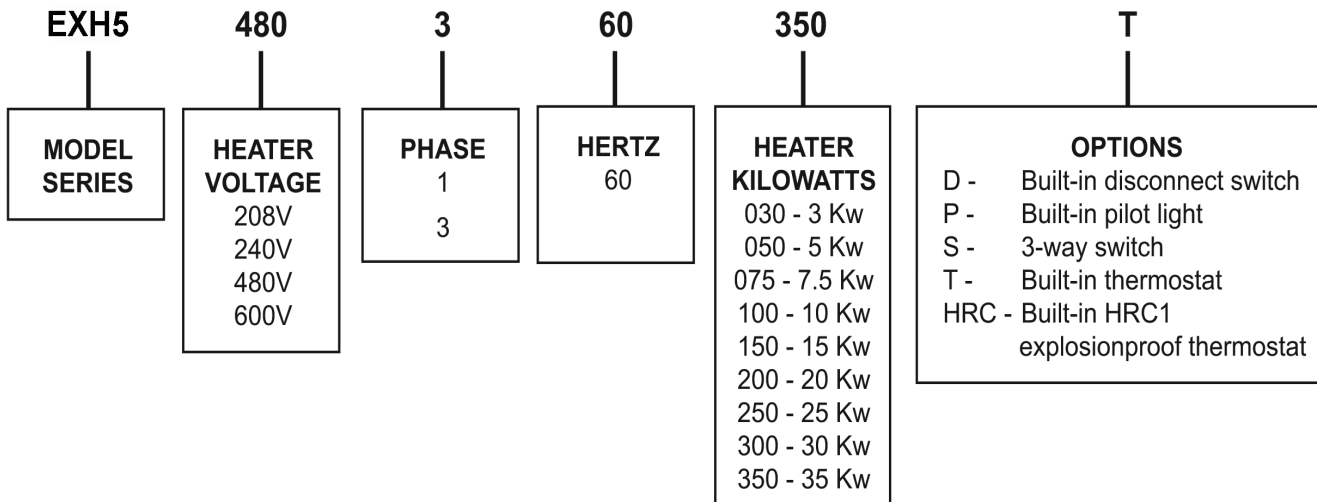 EXH5 480 3 60 350 T
MODEL
SERIES
HEATER
VOLTAGE
208V
240V
480V
600V
PHASE
1
3
HERTZ
60
HEATER
KILOWATTS
030 - 3 Kw
050 - 5 Kw
075 - 7.5 Kw
100 - 10 Kw
150 - 15 Kw
200 - 20 Kw
250 - 25 Kw
300 - 30 Kw
350 - 35 Kw
OPTIONS
D - Built-in disconnect switch
P - Built-in pilot light
S - 3-way switch
T - Built-in thermostat
HRC - Built-in HRC1
explosionproof thermostat